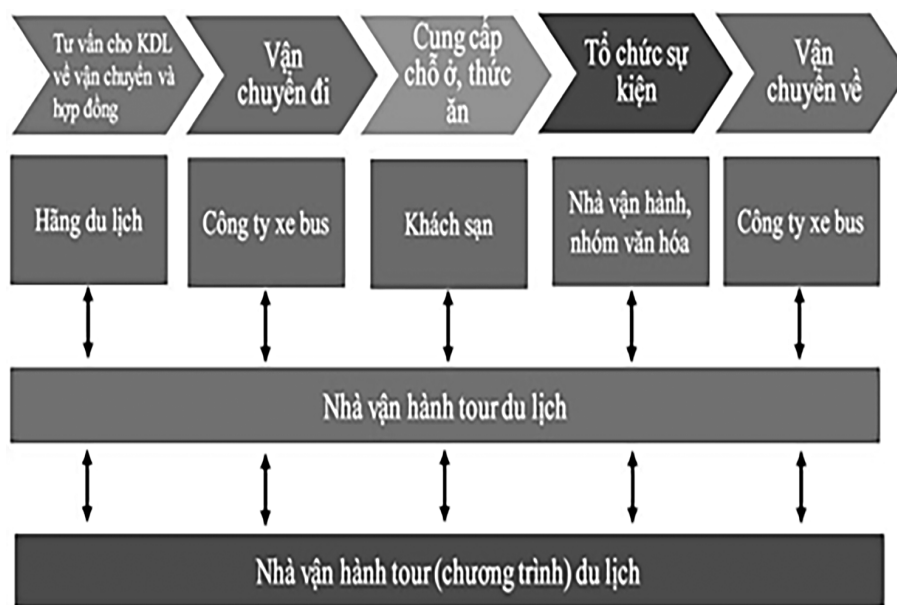 Tư vấn cho KDL
về vận chuyển và
hợp đồng
Vận
chuyển đi
Cung cấp
chỗ ở, thức
ăn
Tổ chức sự
kiện
Vận
chuyển về
Hãng du lịch
Công ty xe bus
Khách sạn
Nhà vận hành,
nhóm văn hóa
Công ty xe bus
Nhà vận hành tour du lịch
Nhà vận hành tour (chương trình) du lịch